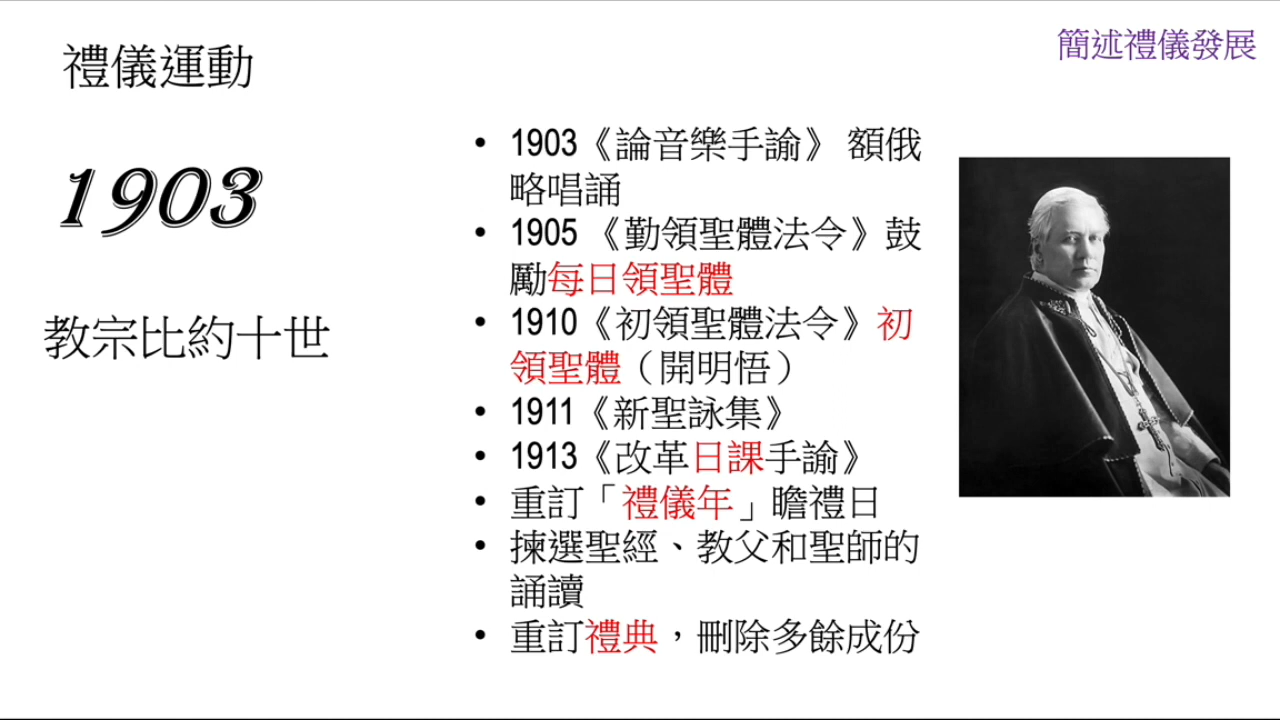 禮儀運動
簡述禮儀發展
1903
教宗比約十世
• 1903《論音樂手諭》 額俄
略唱誦
• 1905 《勤領聖體法令》鼓
勵每日領聖體
• 1910《初領聖體法令》初
領聖體（開明悟）
• 1911《新聖詠集》
• 1913《改革日課手諭》
• 重訂「禮儀年」瞻禮日
• 揀選聖經、教父和聖師的
誦讀
• 重訂禮典，刪除多餘成份